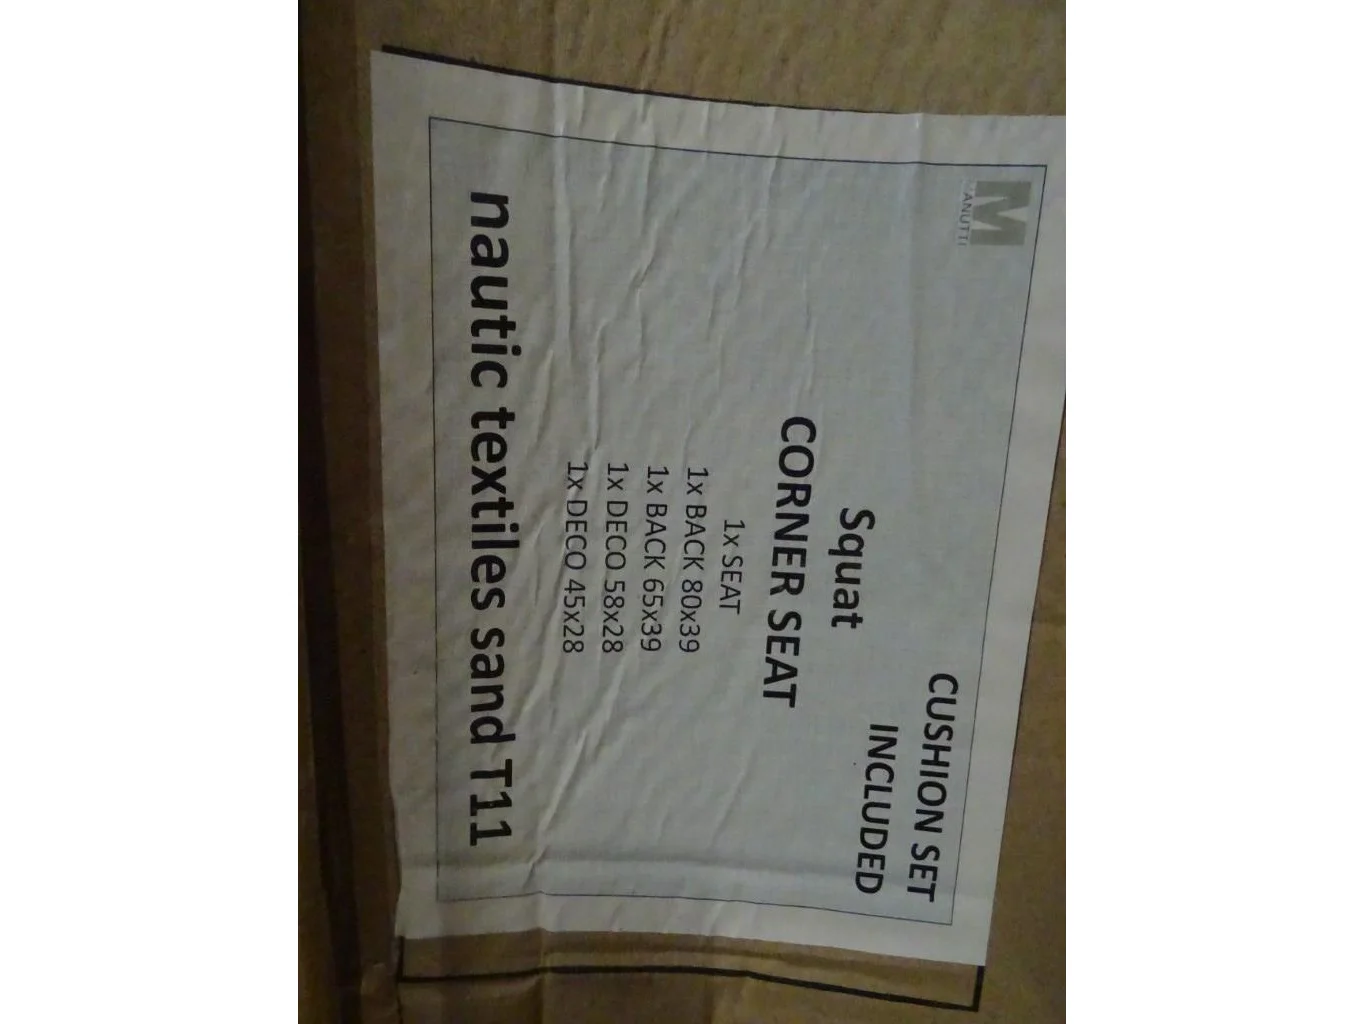 MANUTTI
CUSHION SET
INCLUDED
Squat
CORNER SEAT
1x SEAT
1x BACK 80x39
1x BACK 65x39
1x DECO 58x28
1x DECO 45x28
nautic textiles sand T11